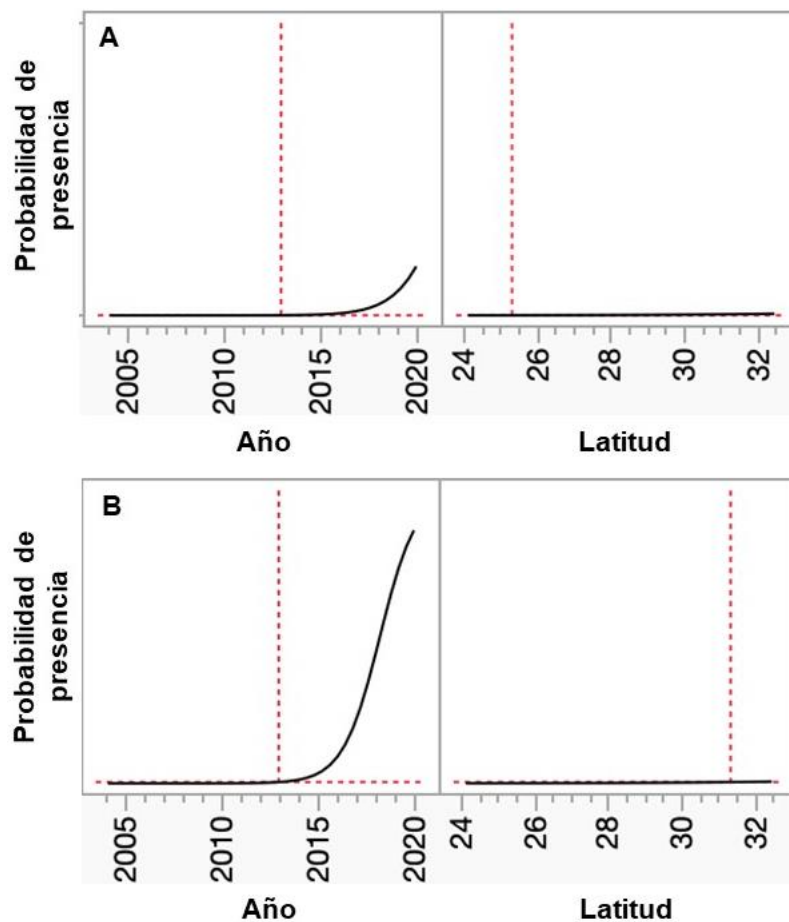 A
Probabilidad de
presencia
2005
2010
2015
2020
24
26
28
30
32
Año
Latitud
B
Probabilidad de
presencia
2005
2010
2015
2020
24
26
28
30
32
Año
Latitud